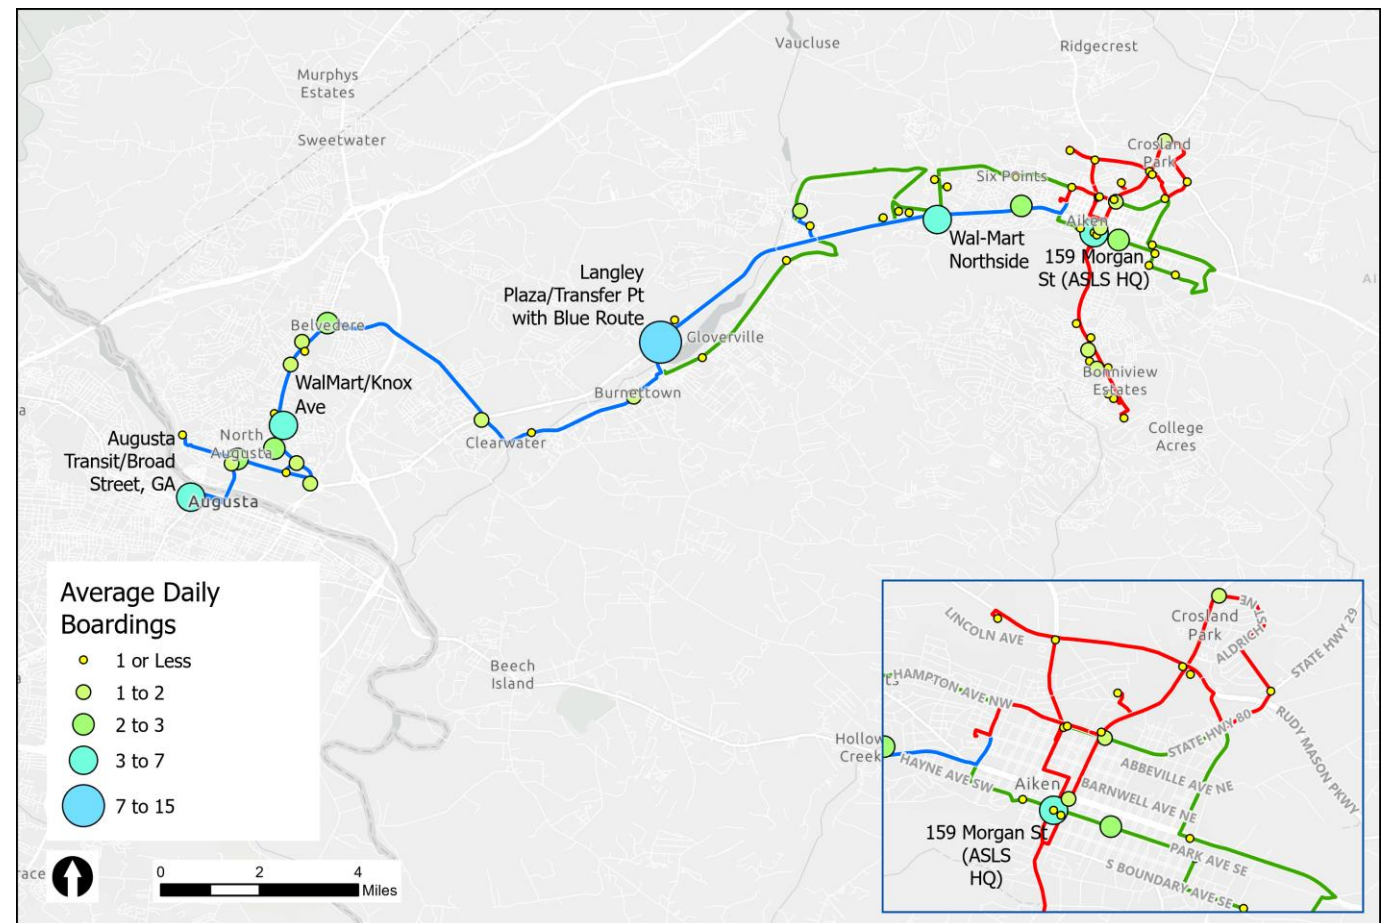 Vaucluse
Ridgecrest
Murphys
Estates
Sweetwater
Crosland
Park
Six Points
Aiken
Wal-Mart
Northside
159 Morgan
St (ASLS HQ)
Langley
Plaza/Transfer Pt
with Blue Route
Gloverville
Belvedere
WalMart/Knox
Ave
Burnettown
Bonniview
Estates
College
Acres
Clearwater
North
Augusta
Augusta
Transit/Broad
Street, GA
Augusta
Beech
Island
Average Daily
Boardings
1 or Less
1 to 2
2 to 3
3 to 7
7 to 15
0 2 4
Miles
Hollow
Creek
LINCOLN AVE
Crosland
Park
ALDRICH ST NE
STATE HWY 29
HAMPTON AVE NW
STATE HWY 80
RUDY MASON PKWY
HAYNE AVE SW
ABBEVILLE AVE NE
Aiken
BARNWELL AVE NE
159 Morgan St
(ASLS
HQ)
PARK AVE SE
S BOUNDARY AVE SE